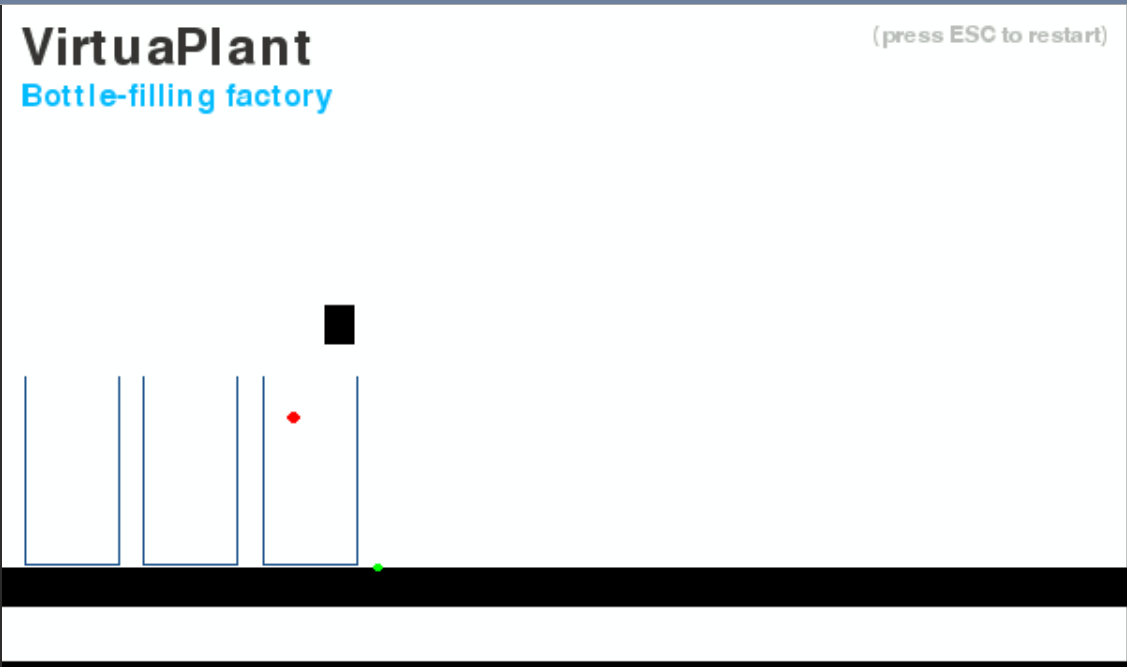 VirtuaPlant
(press ESC to restart)
Bottle-filling factory